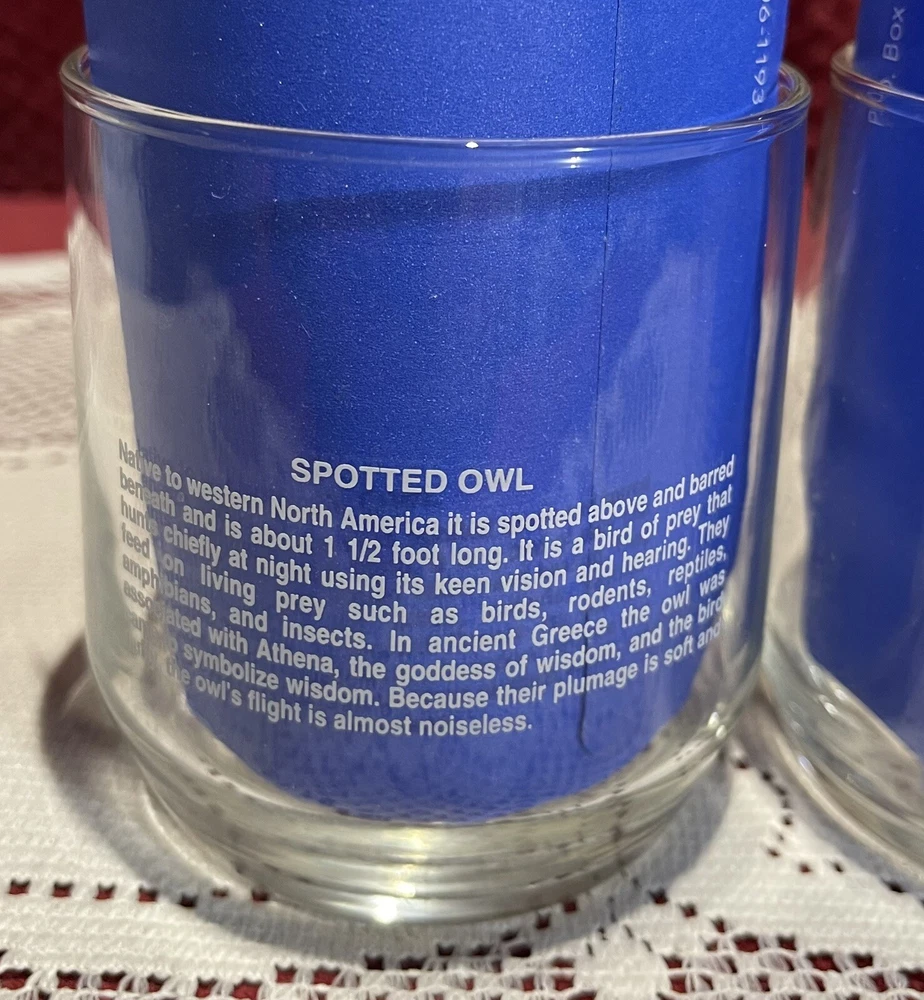 06-1193
Box
SPOTTED OWL
Native to western North America it is spotted above and barred
beneath and is about 1 1/2 foot long. It is a bird of prey that
hunts chiefly at night using its keen vision and hearing. They
feed on living prey such as birds, rodents, reptiles,
amphibians, and insects. In ancient Greece the owl was
associated with Athena, the goddess of wisdom, and the bird
symbolize wisdom. Because their plumage is soft and
the owl's flight is almost noiseless.